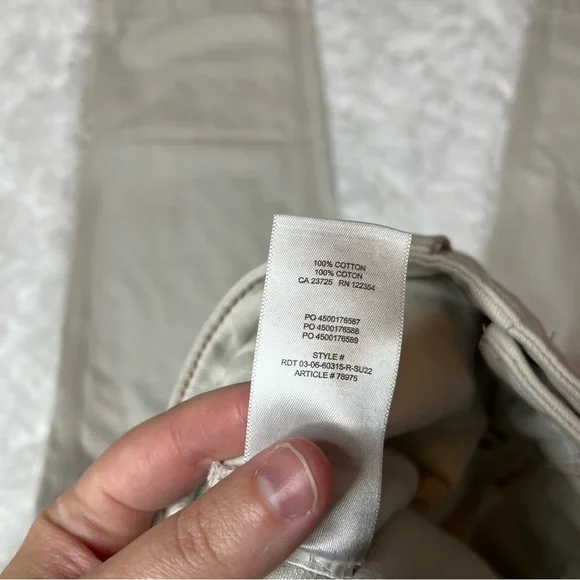 100% COTTON
100% COTON
CA 23725 RN 122354
PO 4500176587
PO 4500176588
PO 4500176589
STYLE #
RDT 03-06-60315-R-SU22
ARTICLE # 78975